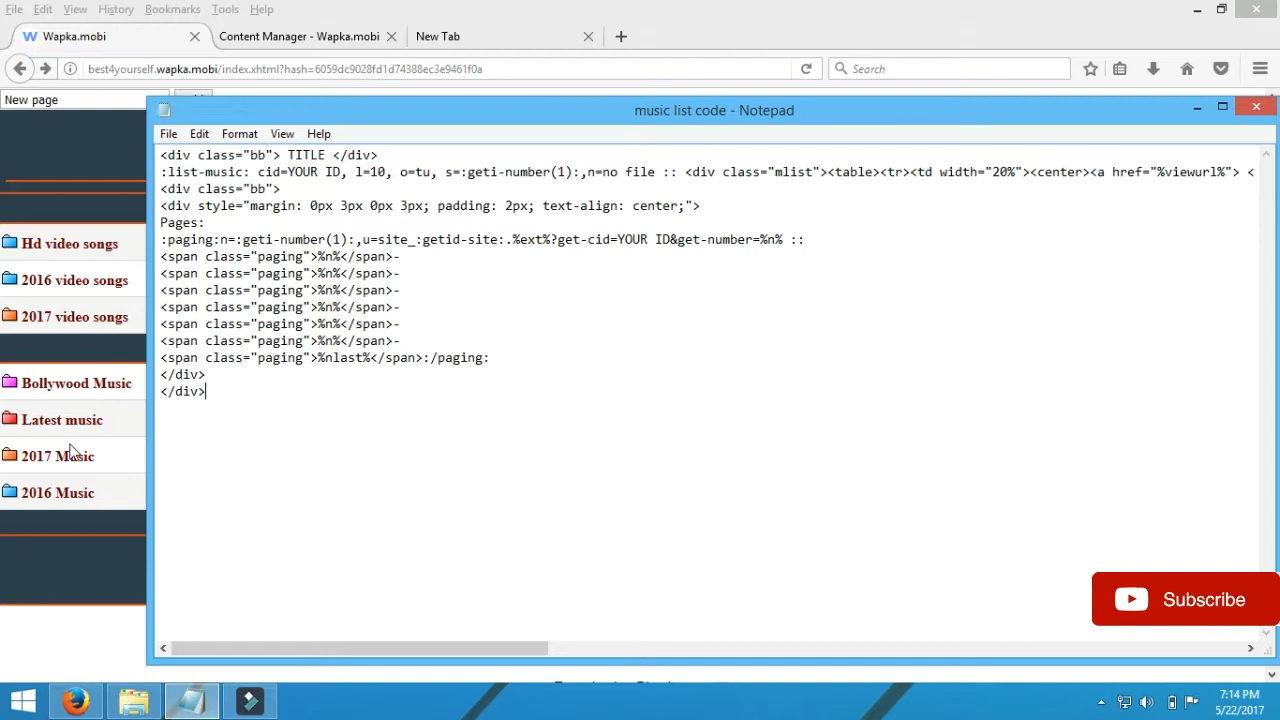 File Edit View History Bookmarks Tools Help
W Wapka.mobi
Content Manager - Wapka.mobi
New Tab
best4yourself.wapka.mobi/index.xhtml?hash=6059dc9028fd1d74388ec3e9461f0a
Search
New page
music list code - Notepad
File Edit Format View Help
<div class="bb"> TITLE </div>
:list-music: cid=YOUR ID, l=10, o=tu, s=:geti-number(1):,n=no file :: <div class="mlist"><table><tr><td width="20%"><center><a href="%viewurl%"> <
<div class="bb">
<div style="margin: 0px 3px 0px 3px; padding: 2px; text-align: center;">
Pages:
:paging:n=:geti-number(1):,u=site_:getid-site:.%ext%?get-cid=YOUR ID&get-number=%n% ::
<span class="paging">%n%</span>-
<span class="paging">%n%</span>-
<span class="paging">%n%</span>-
<span class="paging">%n%</span>-
<span class="paging">%n%</span>-
<span class="paging">%n%</span>-
<span class="paging">%nlast%</span>:/paging:
</div>
</div>
Hd video songs
2016 video songs
2017 video songs
Bollywood Music
Latest music
2017 Music
2016 Music
Subscribe
7:14 PM
5/22/2017